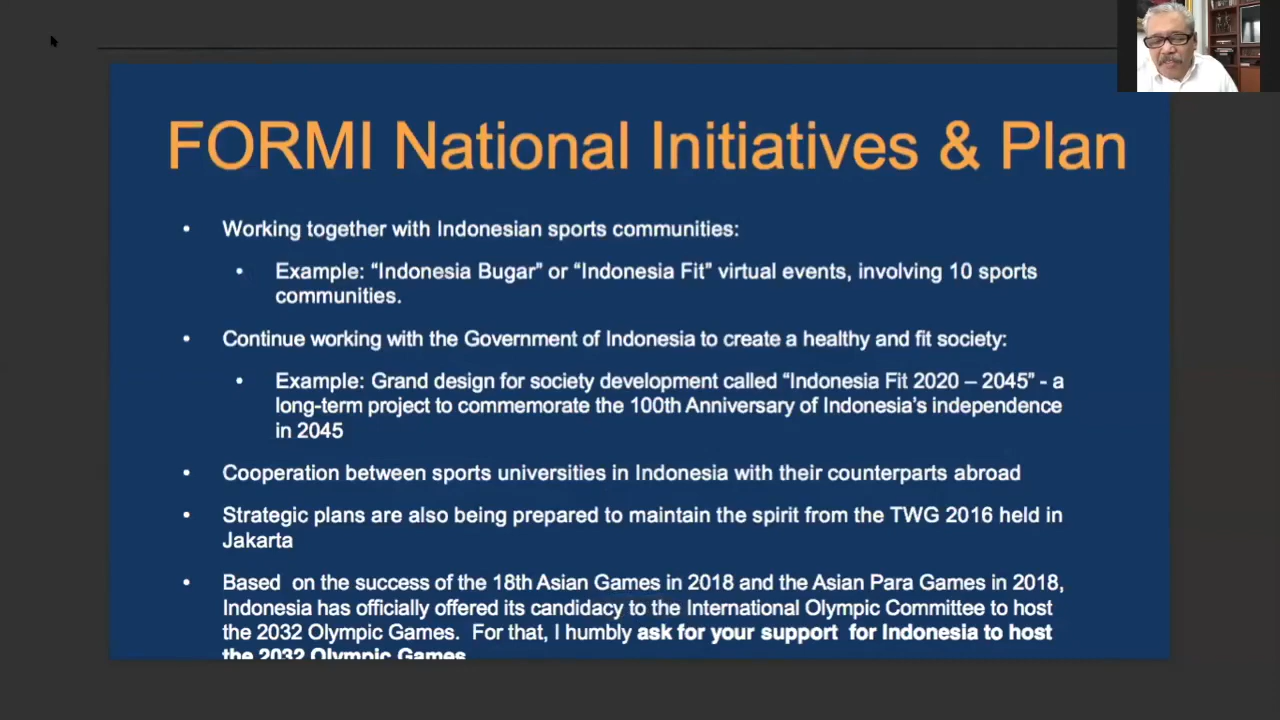 FORMI National Initiatives & Plan
• Working together with Indonesian sports communities:
• Example: “Indonesia Bugar” or “Indonesia Fit” virtual events, involving 10 sports
communities.
• Continue working with the Government of Indonesia to create a healthy and fit society:
• Example: Grand design for society development called “Indonesia Fit 2020 – 2045” - a
long-term project to commemorate the 100th Anniversary of Indonesia’s independence
in 2045
• Cooperation between sports universities in Indonesia with their counterparts abroad
• Strategic plans are also being prepared to maintain the spirit from the TWG 2016 held in
Jakarta
• Based on the success of the 18th Asian Games in 2018 and the Asian Para Games in 2018,
Indonesia has officially offered its candidacy to the International Olympic Committee to host
the 2032 Olympic Games. For that, I humbly ask for your support for Indonesia to host
the 2032 Olympic Games